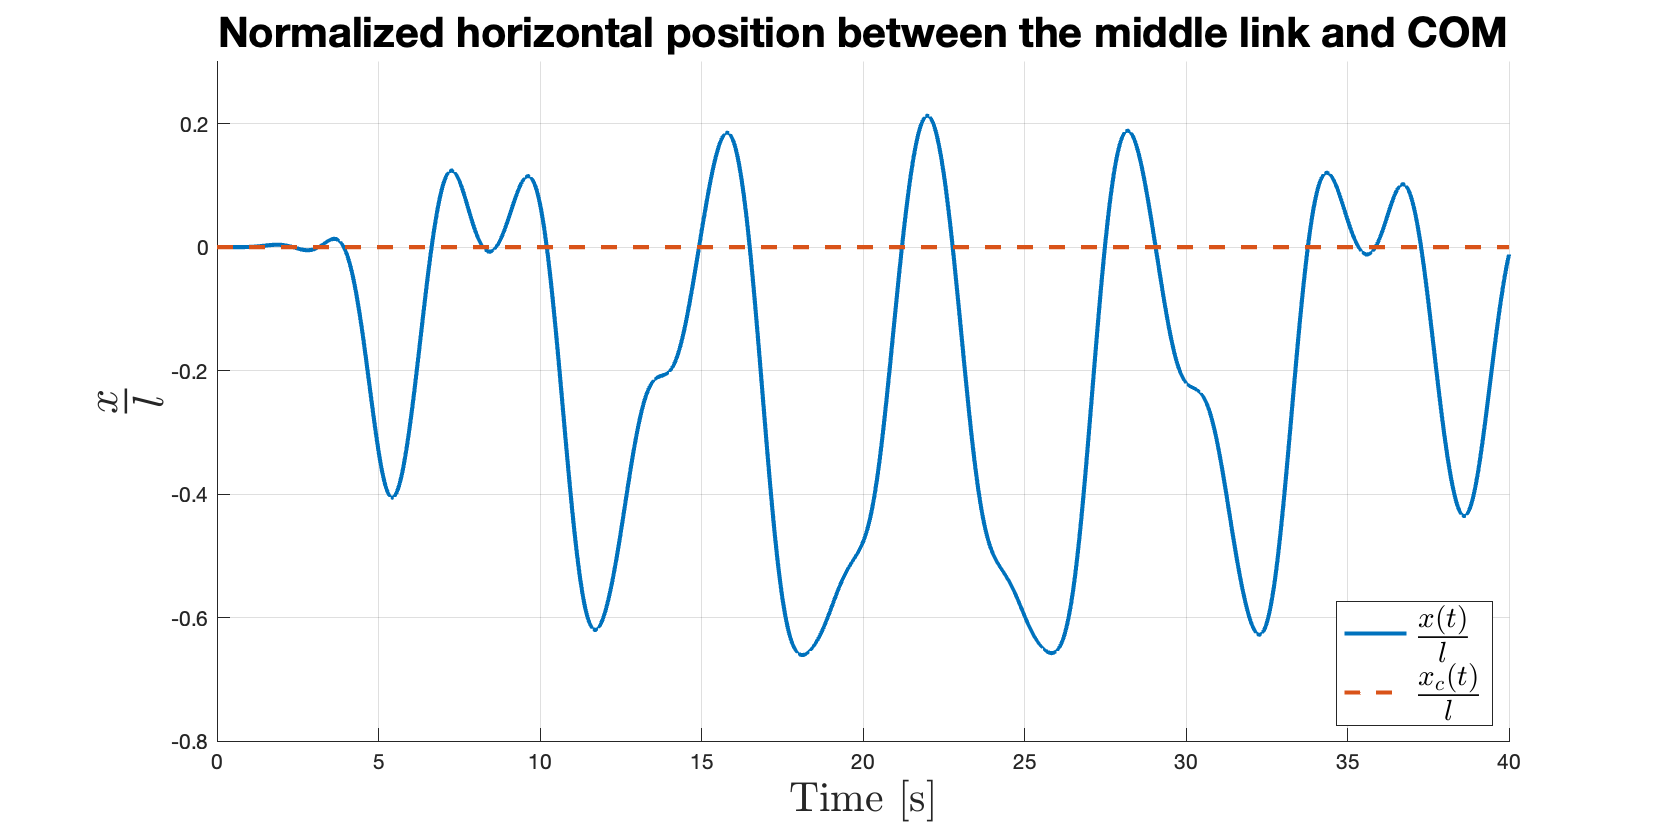 Normalized horizontal position between the middle link and COM
0.2
0
-0.2
-0.4
-0.6
-0.8
x
l
0 5 10 15 20 25 30 35 40
Time [s]
x(t)
l
x_c(t)
l